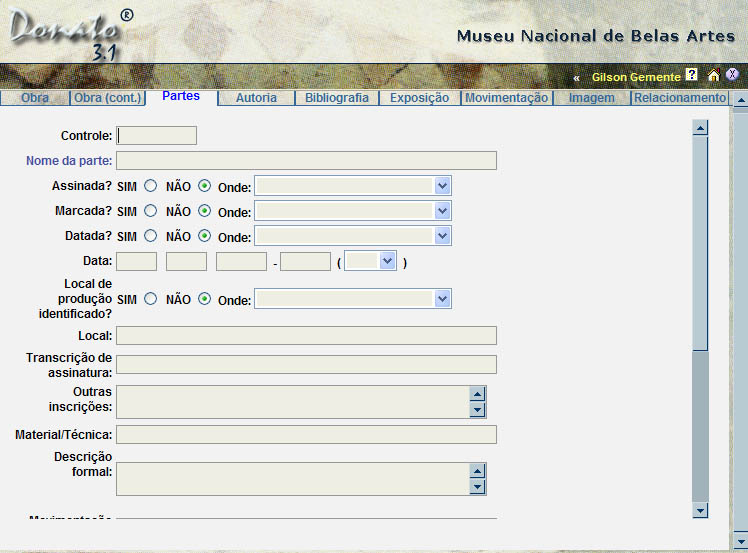 Donato ®
3.1
Museu Nacional de Belas Artes
« Gilson Gemente ? X
Obra Obra (cont.) Partes Autoria Bibliografia Exposição Movimentação Imagem Relacionamento
Controle:
Nome da parte:
Assinada? SIM NÃO Onde:
Marcada? SIM NÃO Onde:
Datada? SIM NÃO Onde:
Data: - ( )
Local de
produção SIM NÃO Onde:
identificado?
Local:
Transcrição de
assinatura:
Outras
inscrições:
Material/Técnica:
Descrição
formal:
Movimentação